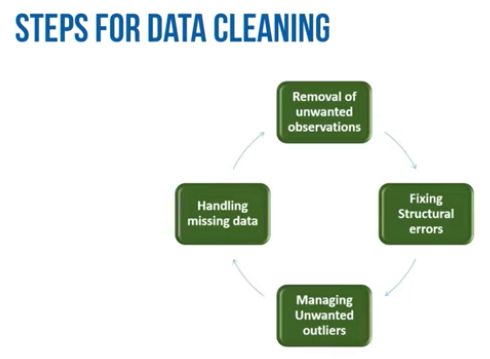 STEPS FOR DATA CLEANING
Removal of
unwanted
observations
Fixing
Structural
errors
Managing
Unwanted
outliers
Handling
missing data